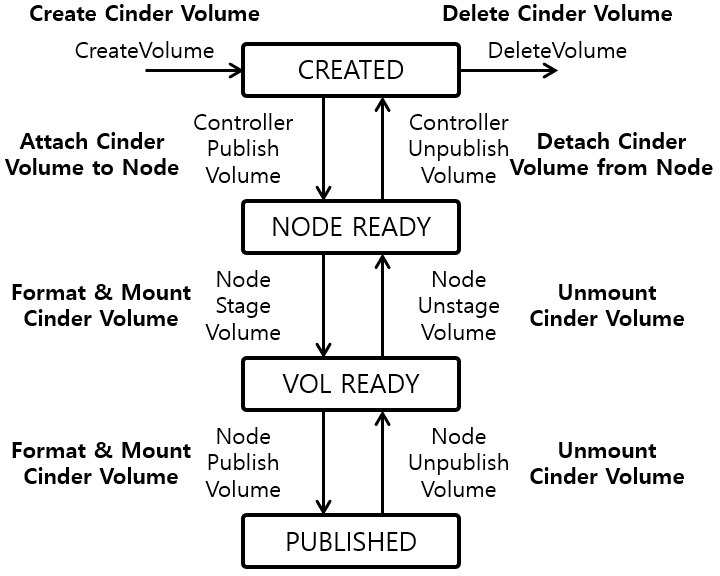 Create Cinder Volume
Delete Cinder Volume
CreateVolume
CREATED
DeleteVolume
Attach Cinder
Volume to Node
Controller
Publish
Volume
Controller
Unpublish
Volume
Detach Cinder
Volume from Node
NODE READY
Format & Mount
Cinder Volume
Node
Stage
Volume
Node
Unstage
Volume
Unmount
Cinder Volume
VOL READY
Format & Mount
Cinder Volume
Node
Publish
Volume
Node
Unpublish
Volume
Unmount
Cinder Volume
PUBLISHED